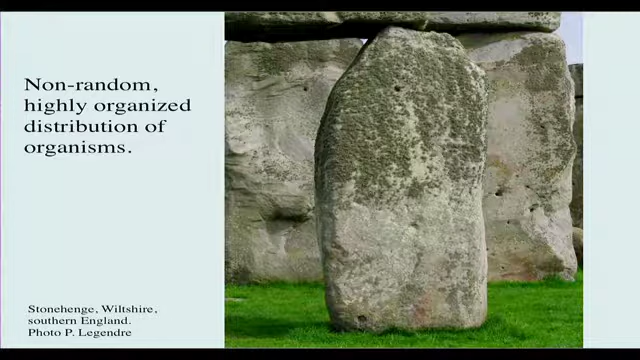 Non-random,
highly organized
distribution of
organisms.
Stonehenge, Wiltshire,
southern England.
Photo P. Legendre